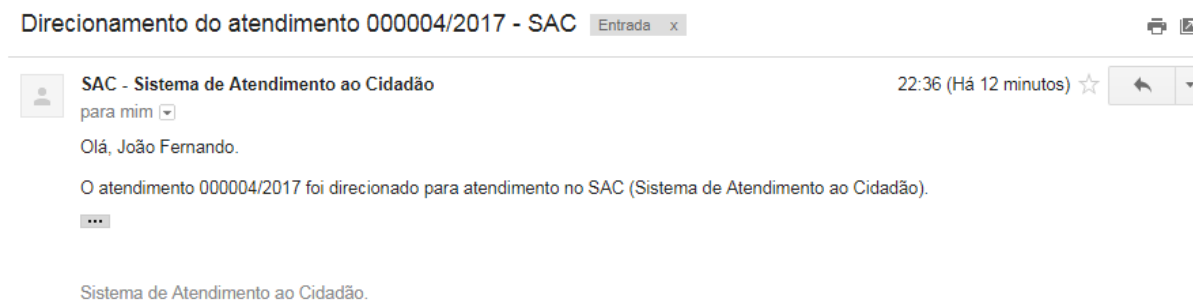 Direcionamento do atendimento 000004/2017 - SAC Entrada x
SAC - Sistema de Atendimento ao Cidadão 22:36 (Há 12 minutos)
para mim
Olá, João Fernando.
O atendimento 000004/2017 foi direcionado para atendimento no SAC (Sistema de Atendimento ao Cidadão).
...
Sistema de Atendimento ao Cidadão.